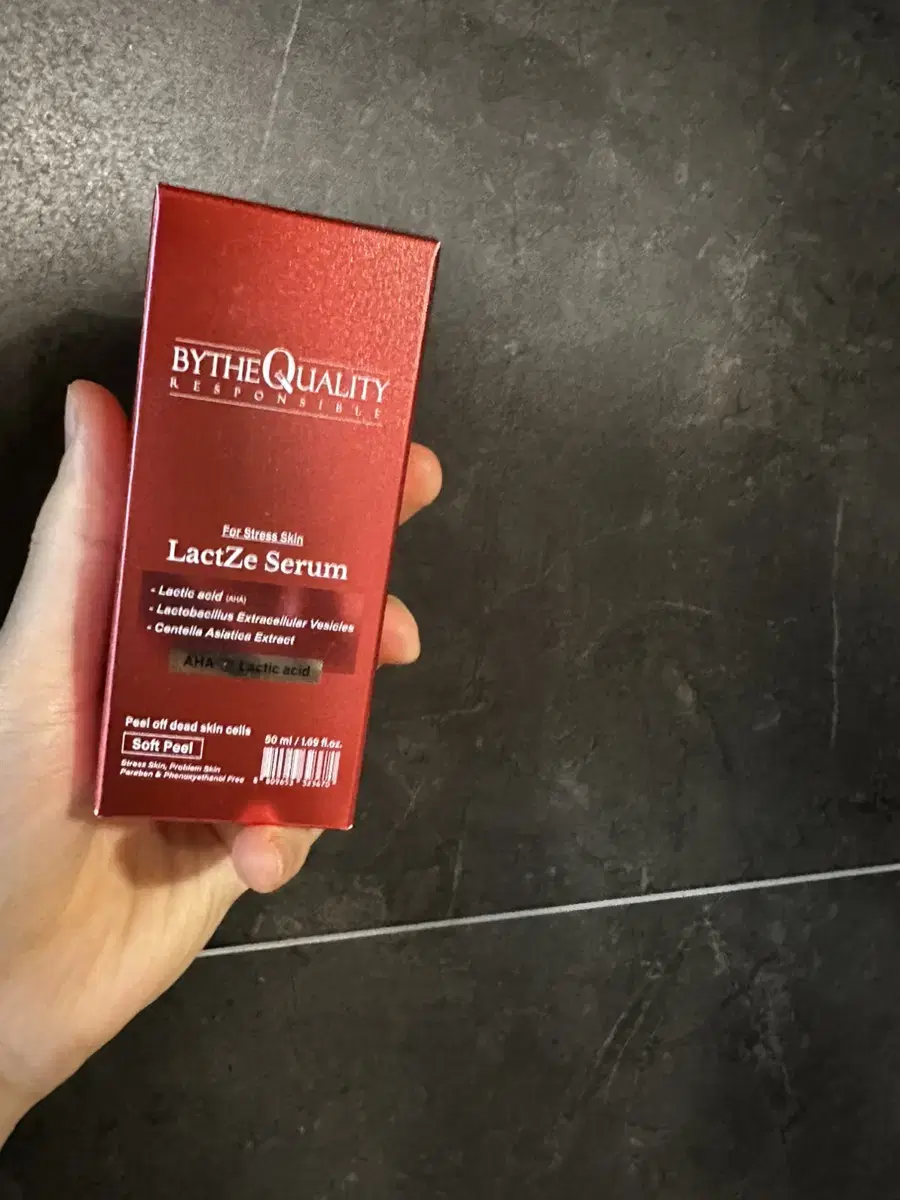 BYTHEQUALITY
RESPONSIBLE
For Stress Skin
LactZe Serum
- Lactic acid (AHA)
- Lactobacillus Extracellular Vesicles
- Centella Asiatica Extract
AHA Lactic acid
Peel off dead skin cells
Soft Peel
50 ml / 1.69 fl.oz.
Stress Skin, Problem Skin
Paraben & Phenoxyethanol Free